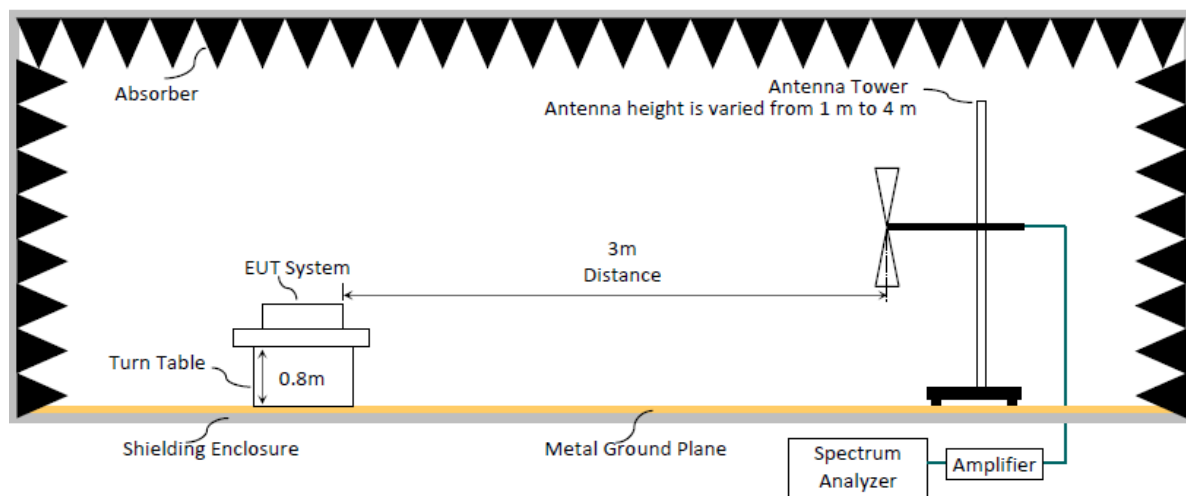 Absorber
Antenna Tower
Antenna height is varied from 1 m to 4 m
3m
Distance
EUT System
Turn Table
0.8m
Shielding Enclosure
Metal Ground Plane
Spectrum
Analyzer
Amplifier